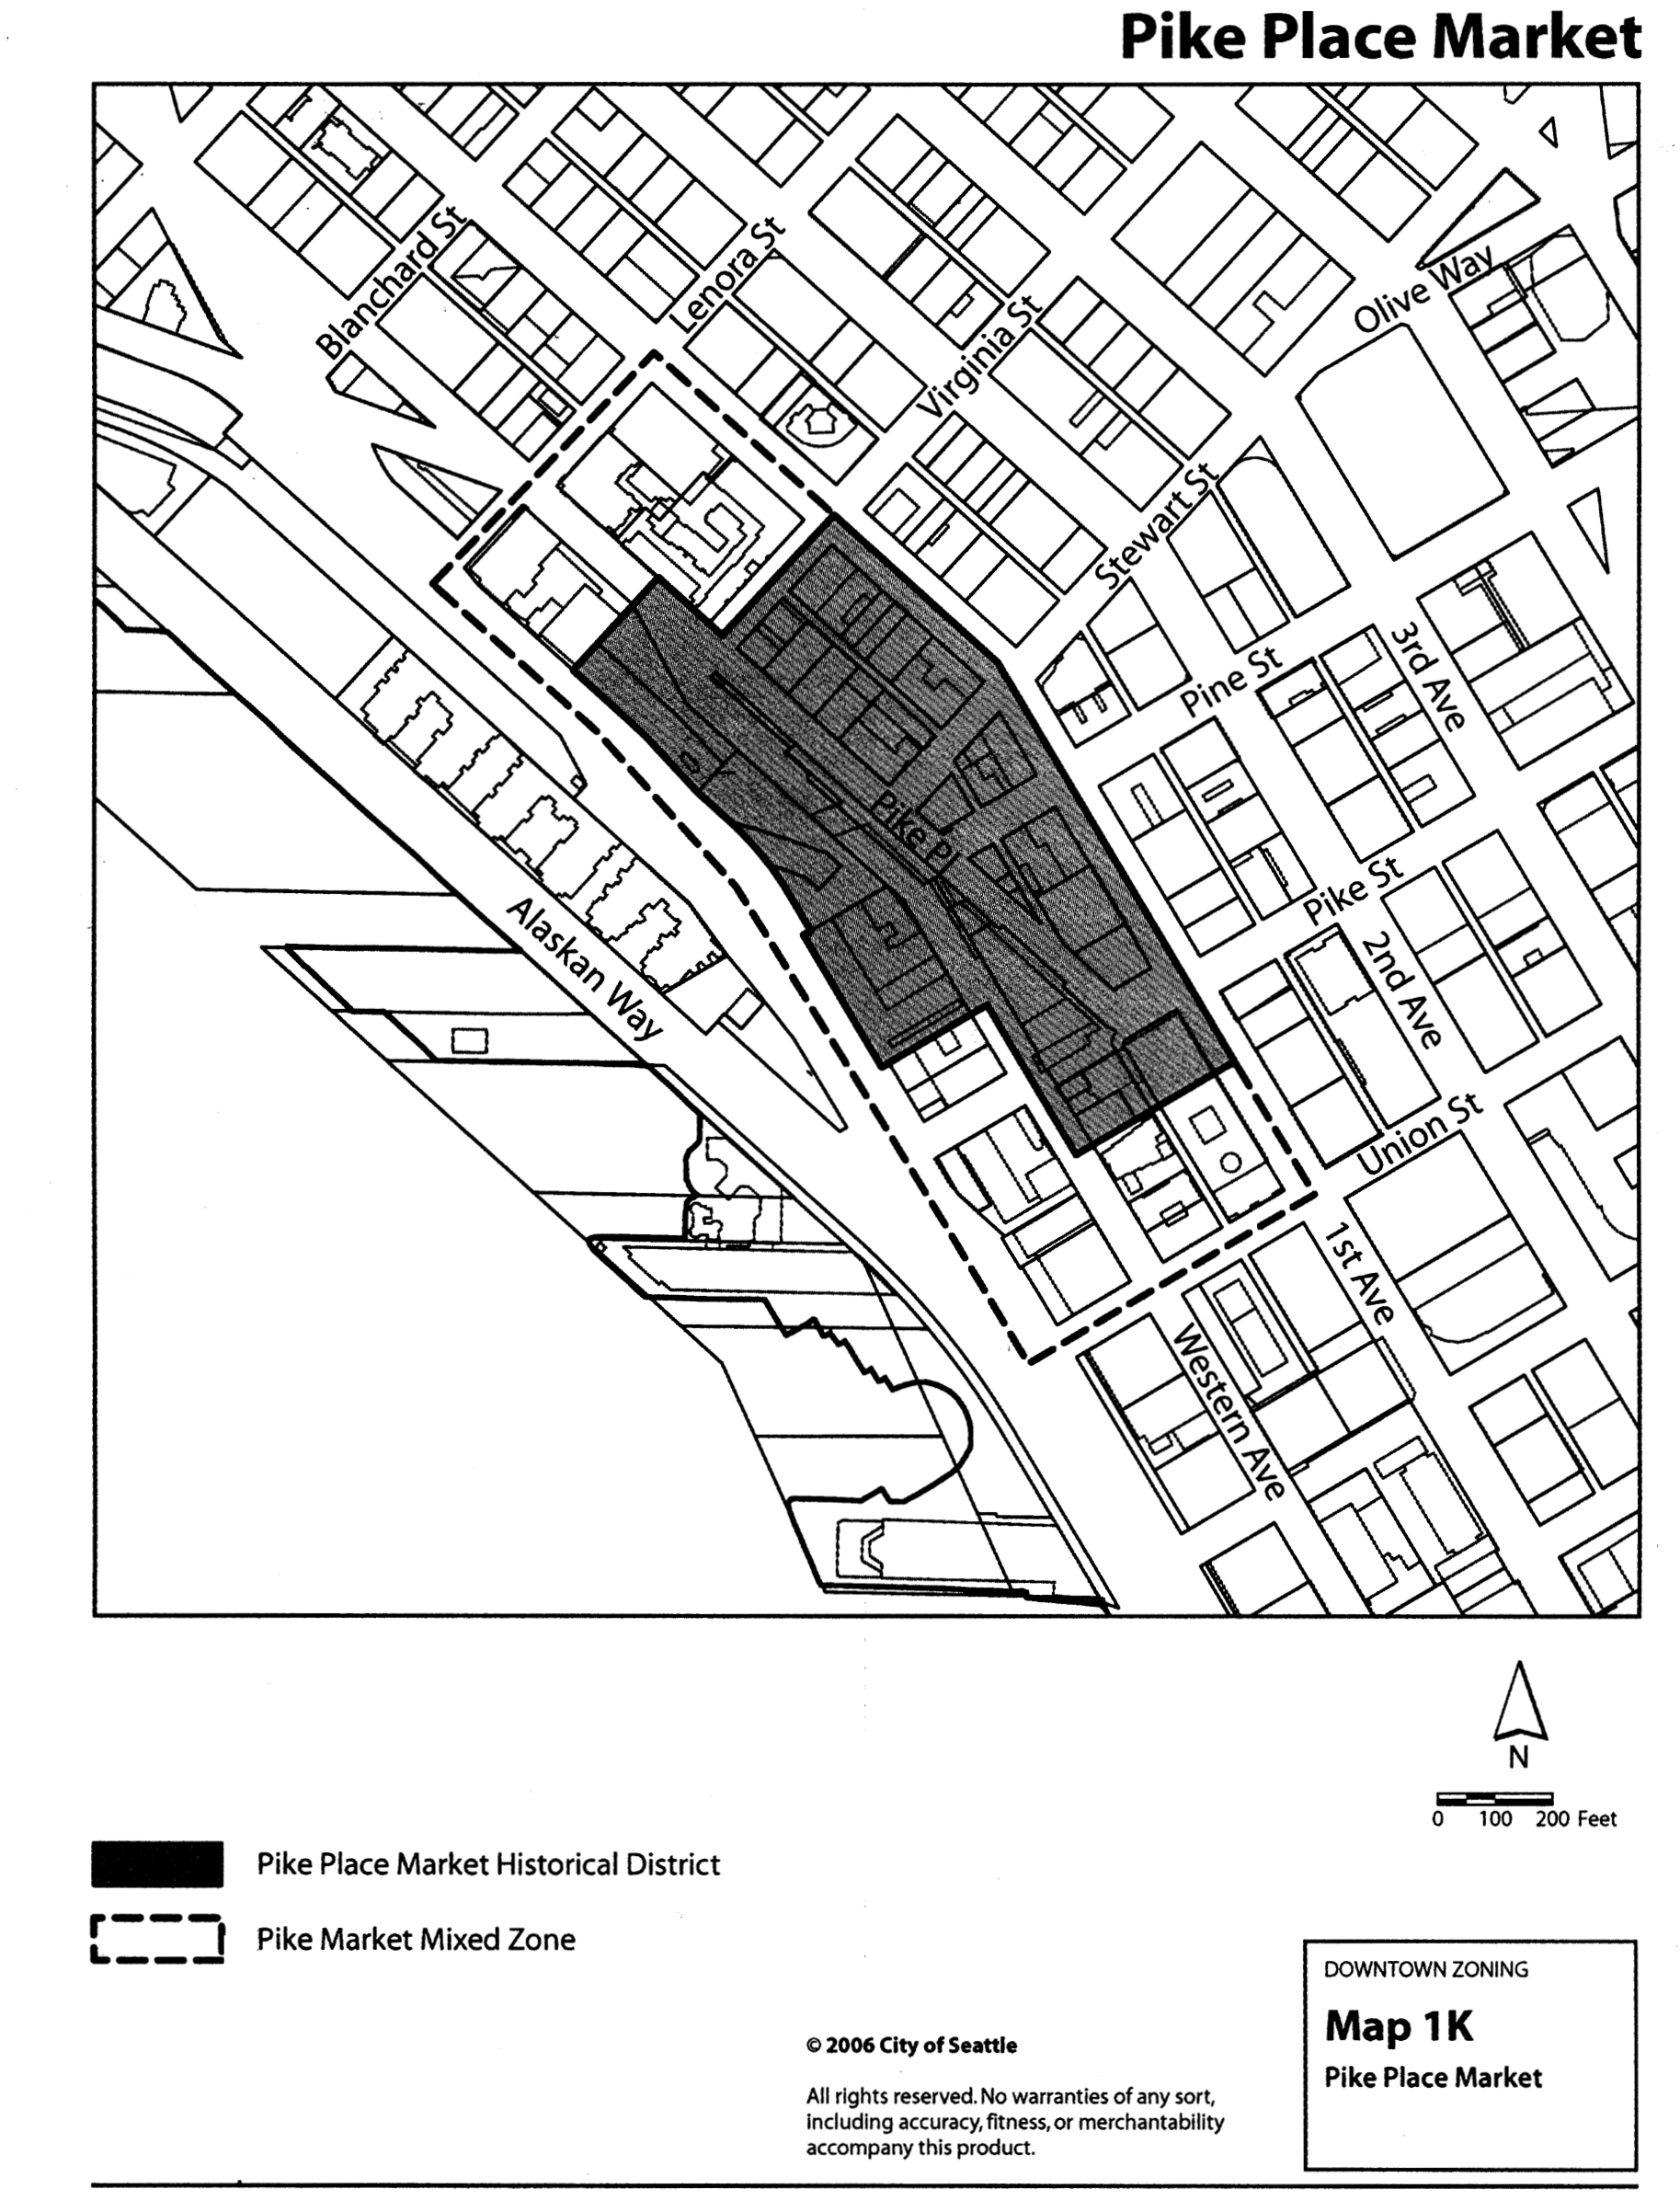 Pike Place Market
Blanchard St
Lenora St
Virginia St
Olive Way
Stewart St
Pine St
3rd Ave
Pike Pl
Pike St
2nd Ave
Alaskan Way
Union St
1st Ave
Western Ave
N
0 100 200 Feet
Pike Place Market Historical District
Pike Market Mixed Zone
DOWNTOWN ZONING
Map 1K
Pike Place Market
© 2006 City of Seattle
All rights reserved. No warranties of any sort,
including accuracy, fitness, or merchantability
accompany this product.